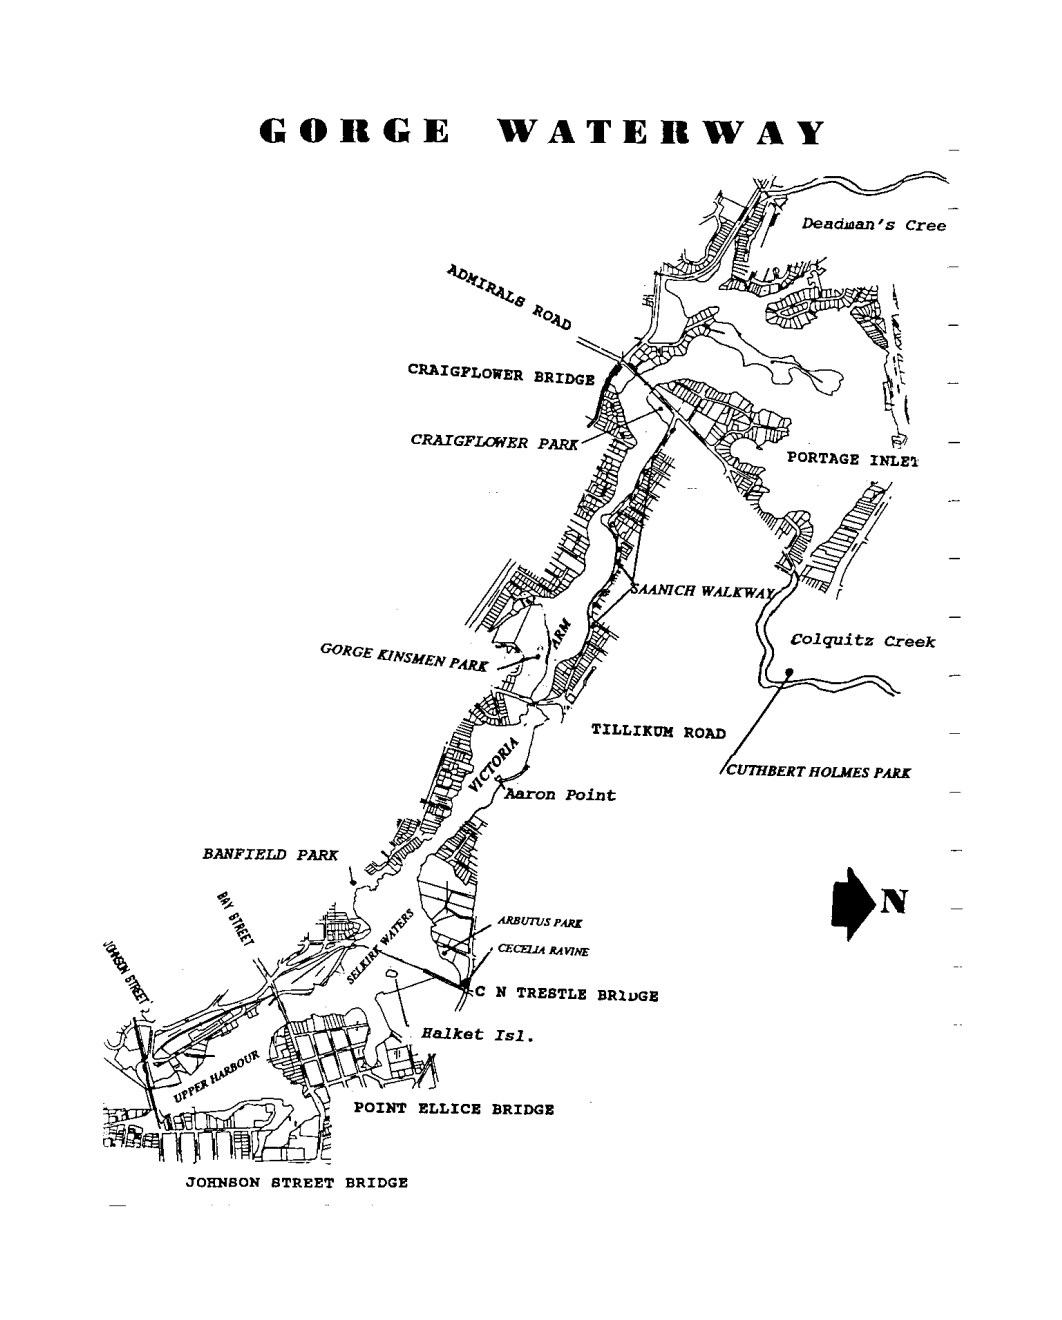 GORGE WATERWAY
Deadman's Cree
ADMIRALS ROAD
CRAIGFLOWER BRIDGE
CRAIGFLOWER PARK
PORTAGE INLET
SAANICH WALKWAY
ARM
Colquitz Creek
GORGE KINSMEN PARK
TILLIKUM ROAD
VICTORIA
CUTHBERT HOLMES PARK
Aaron Point
BANFIELD PARK
N
BAY STREET
ARBUTUS PARK
SELKIRK WATERS
CECELIA RAVINE
JOHNSON STREET
C N TRESTLE BRIDGE
Halket Isl.
UPPER HARBOUR
POINT ELLICE BRIDGE
JOHNSON STREET BRIDGE